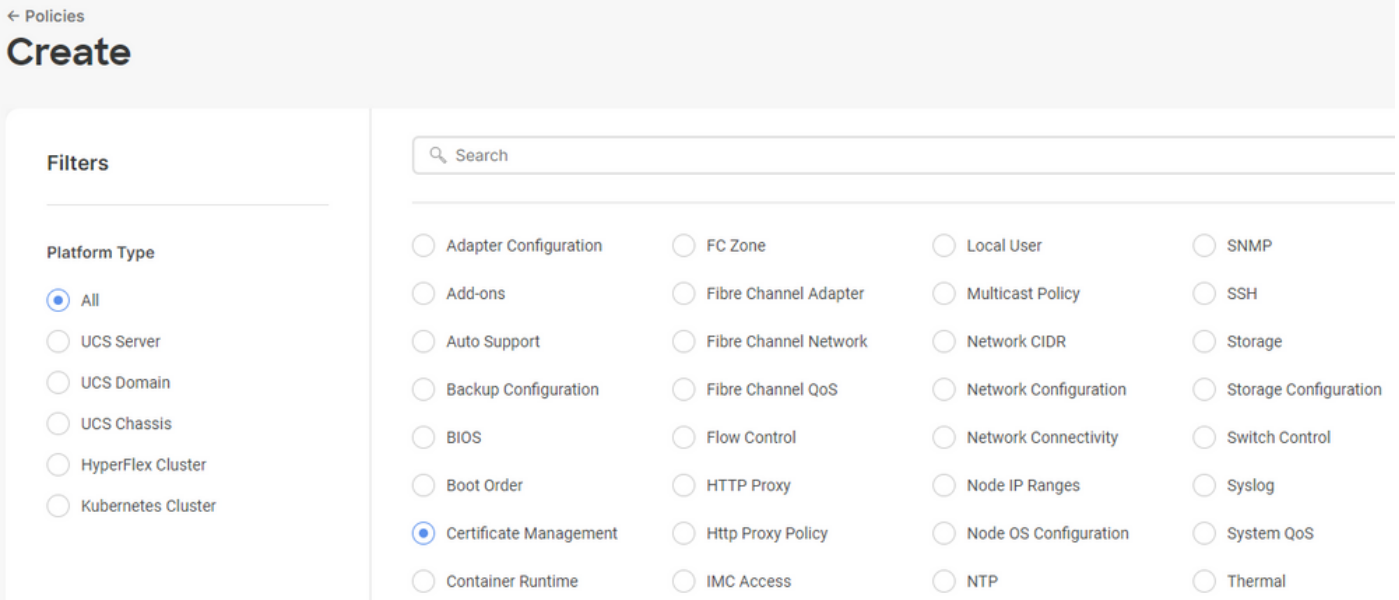 ← Policies
Create
Filters
Platform Type
All
UCS Server
UCS Domain
UCS Chassis
HyperFlex Cluster
Kubernetes Cluster
Search
Adapter Configuration
Add-ons
Auto Support
Backup Configuration
BIOS
Boot Order
Certificate Management
Container Runtime
FC Zone
Fibre Channel Adapter
Fibre Channel Network
Fibre Channel QoS
Flow Control
HTTP Proxy
Http Proxy Policy
IMC Access
Local User
Multicast Policy
Network CIDR
Network Configuration
Network Connectivity
Node IP Ranges
Node OS Configuration
NTP
SNMP
SSH
Storage
Storage Configuration
Switch Control
Syslog
System QoS
Thermal